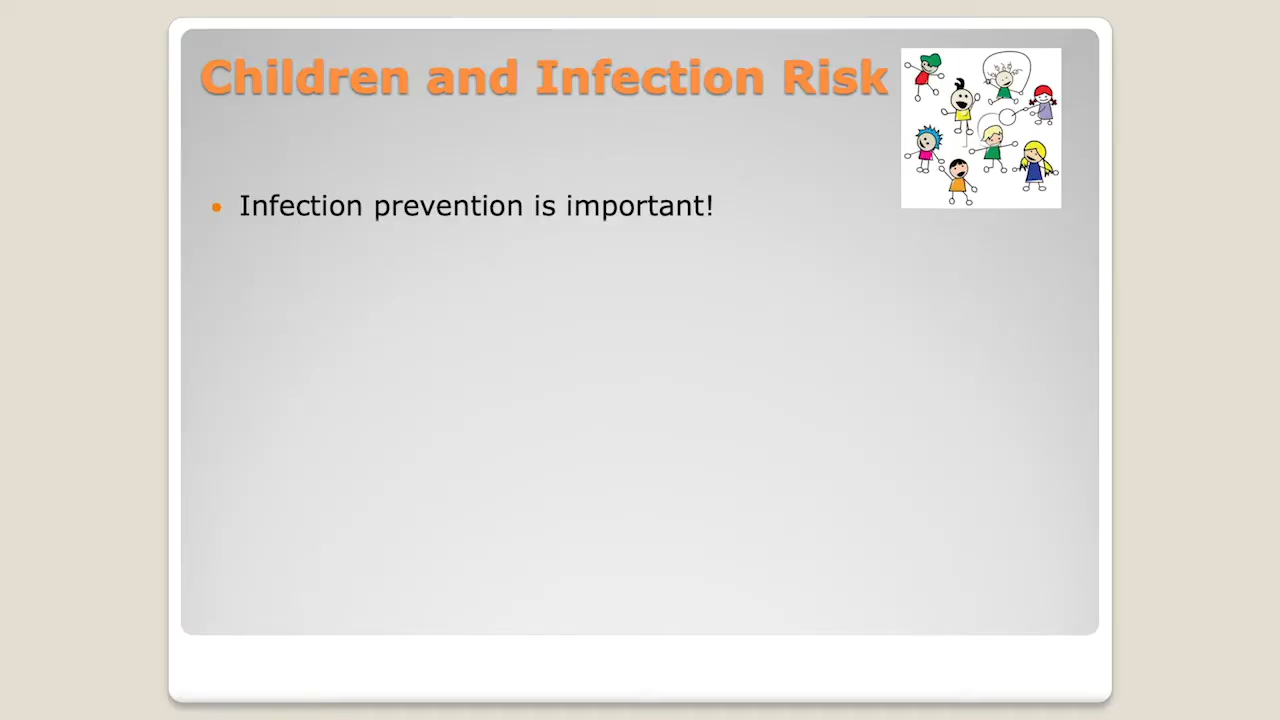 Children and Infection Risk
• Infection prevention is important!